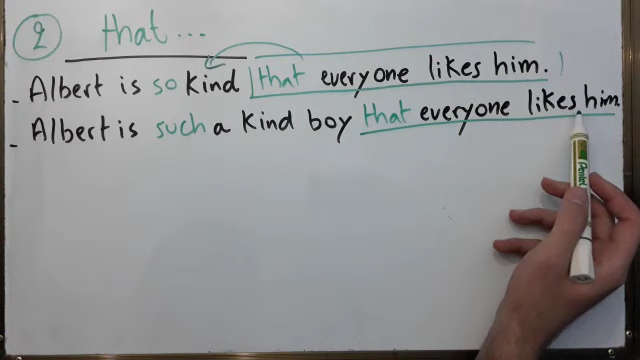 2 that...
- Albert is so kind that everyone likes him.
- Albert is such a kind boy that everyone likes him.
Pentel